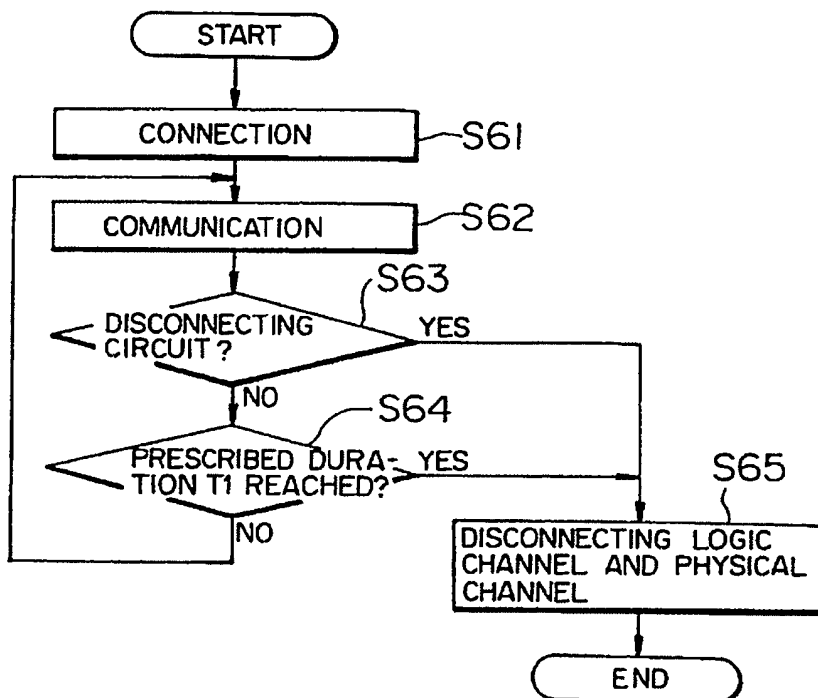 START
CONNECTION
S61
COMMUNICATION
S62
S63
DISCONNECTING
CIRCUIT?
YES
NO
S64
PRESCRIBED DURA-
TION T1 REACHED?
YES
NO
S65
DISCONNECTING LOGIC
CHANNEL AND PHYSICAL
CHANNEL
END